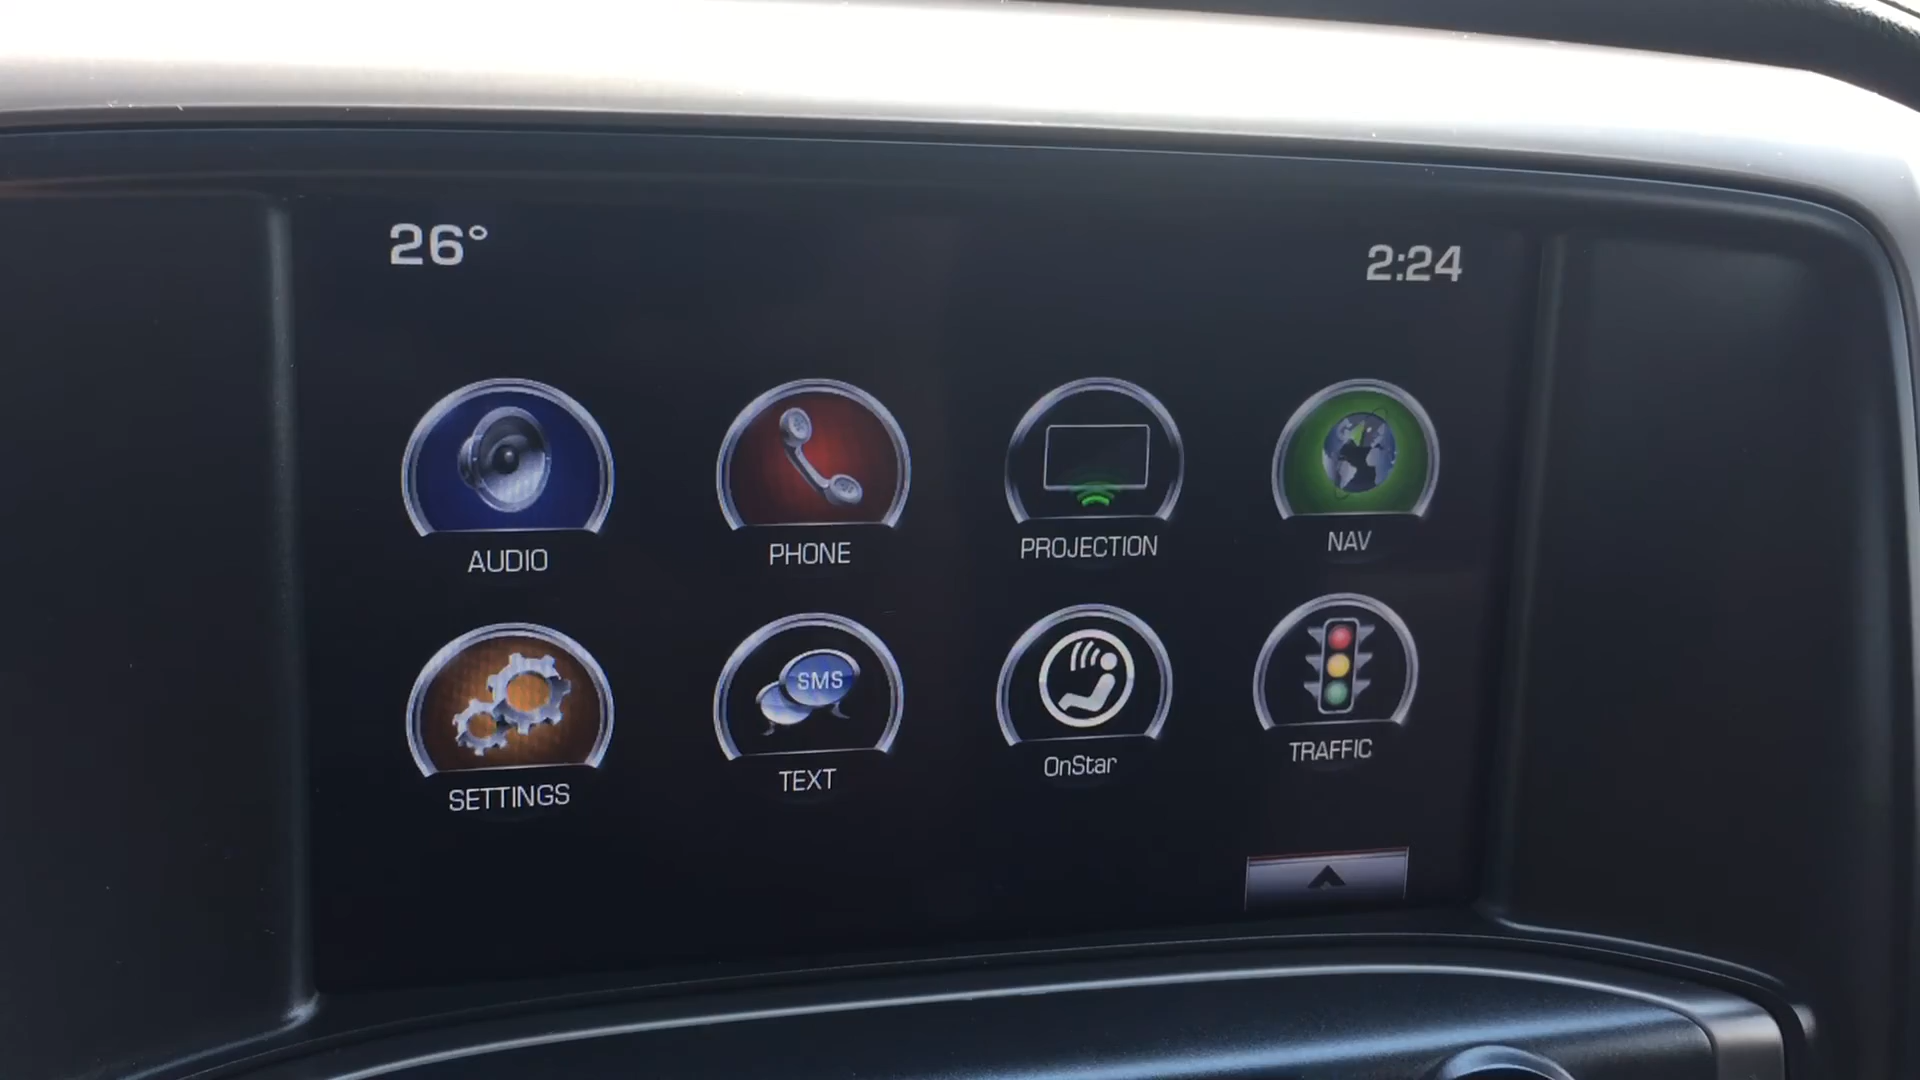 26°
2:24
AUDIO
PHONE
PROJECTION
NAV
SMS
SETTINGS
TEXT
OnStar
TRAFFIC